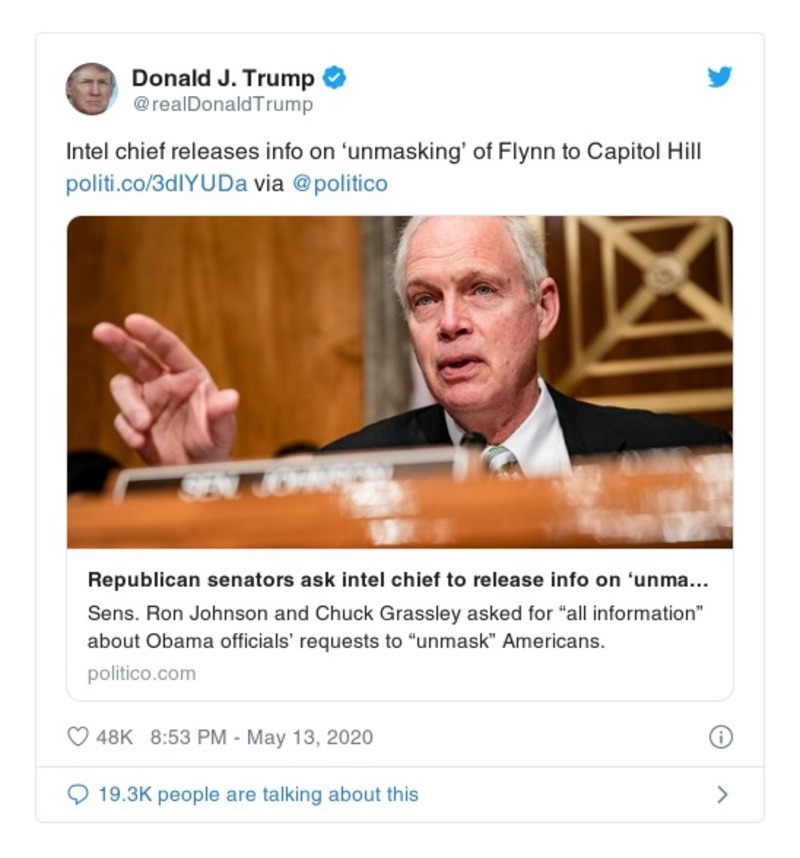 Donald J. Trump
@realDonaldTrump
Intel chief releases info on ‘unmasking’ of Flynn to Capitol Hill
politi.co/3dIYUDa via @politico
SEN. JOHNSON
Republican senators ask intel chief to release info on ‘unma...
Sens. Ron Johnson and Chuck Grassley asked for “all information”
about Obama officials’ requests to “unmask” Americans.
politico.com
48K 8:53 PM - May 13, 2020
19.3K people are talking about this